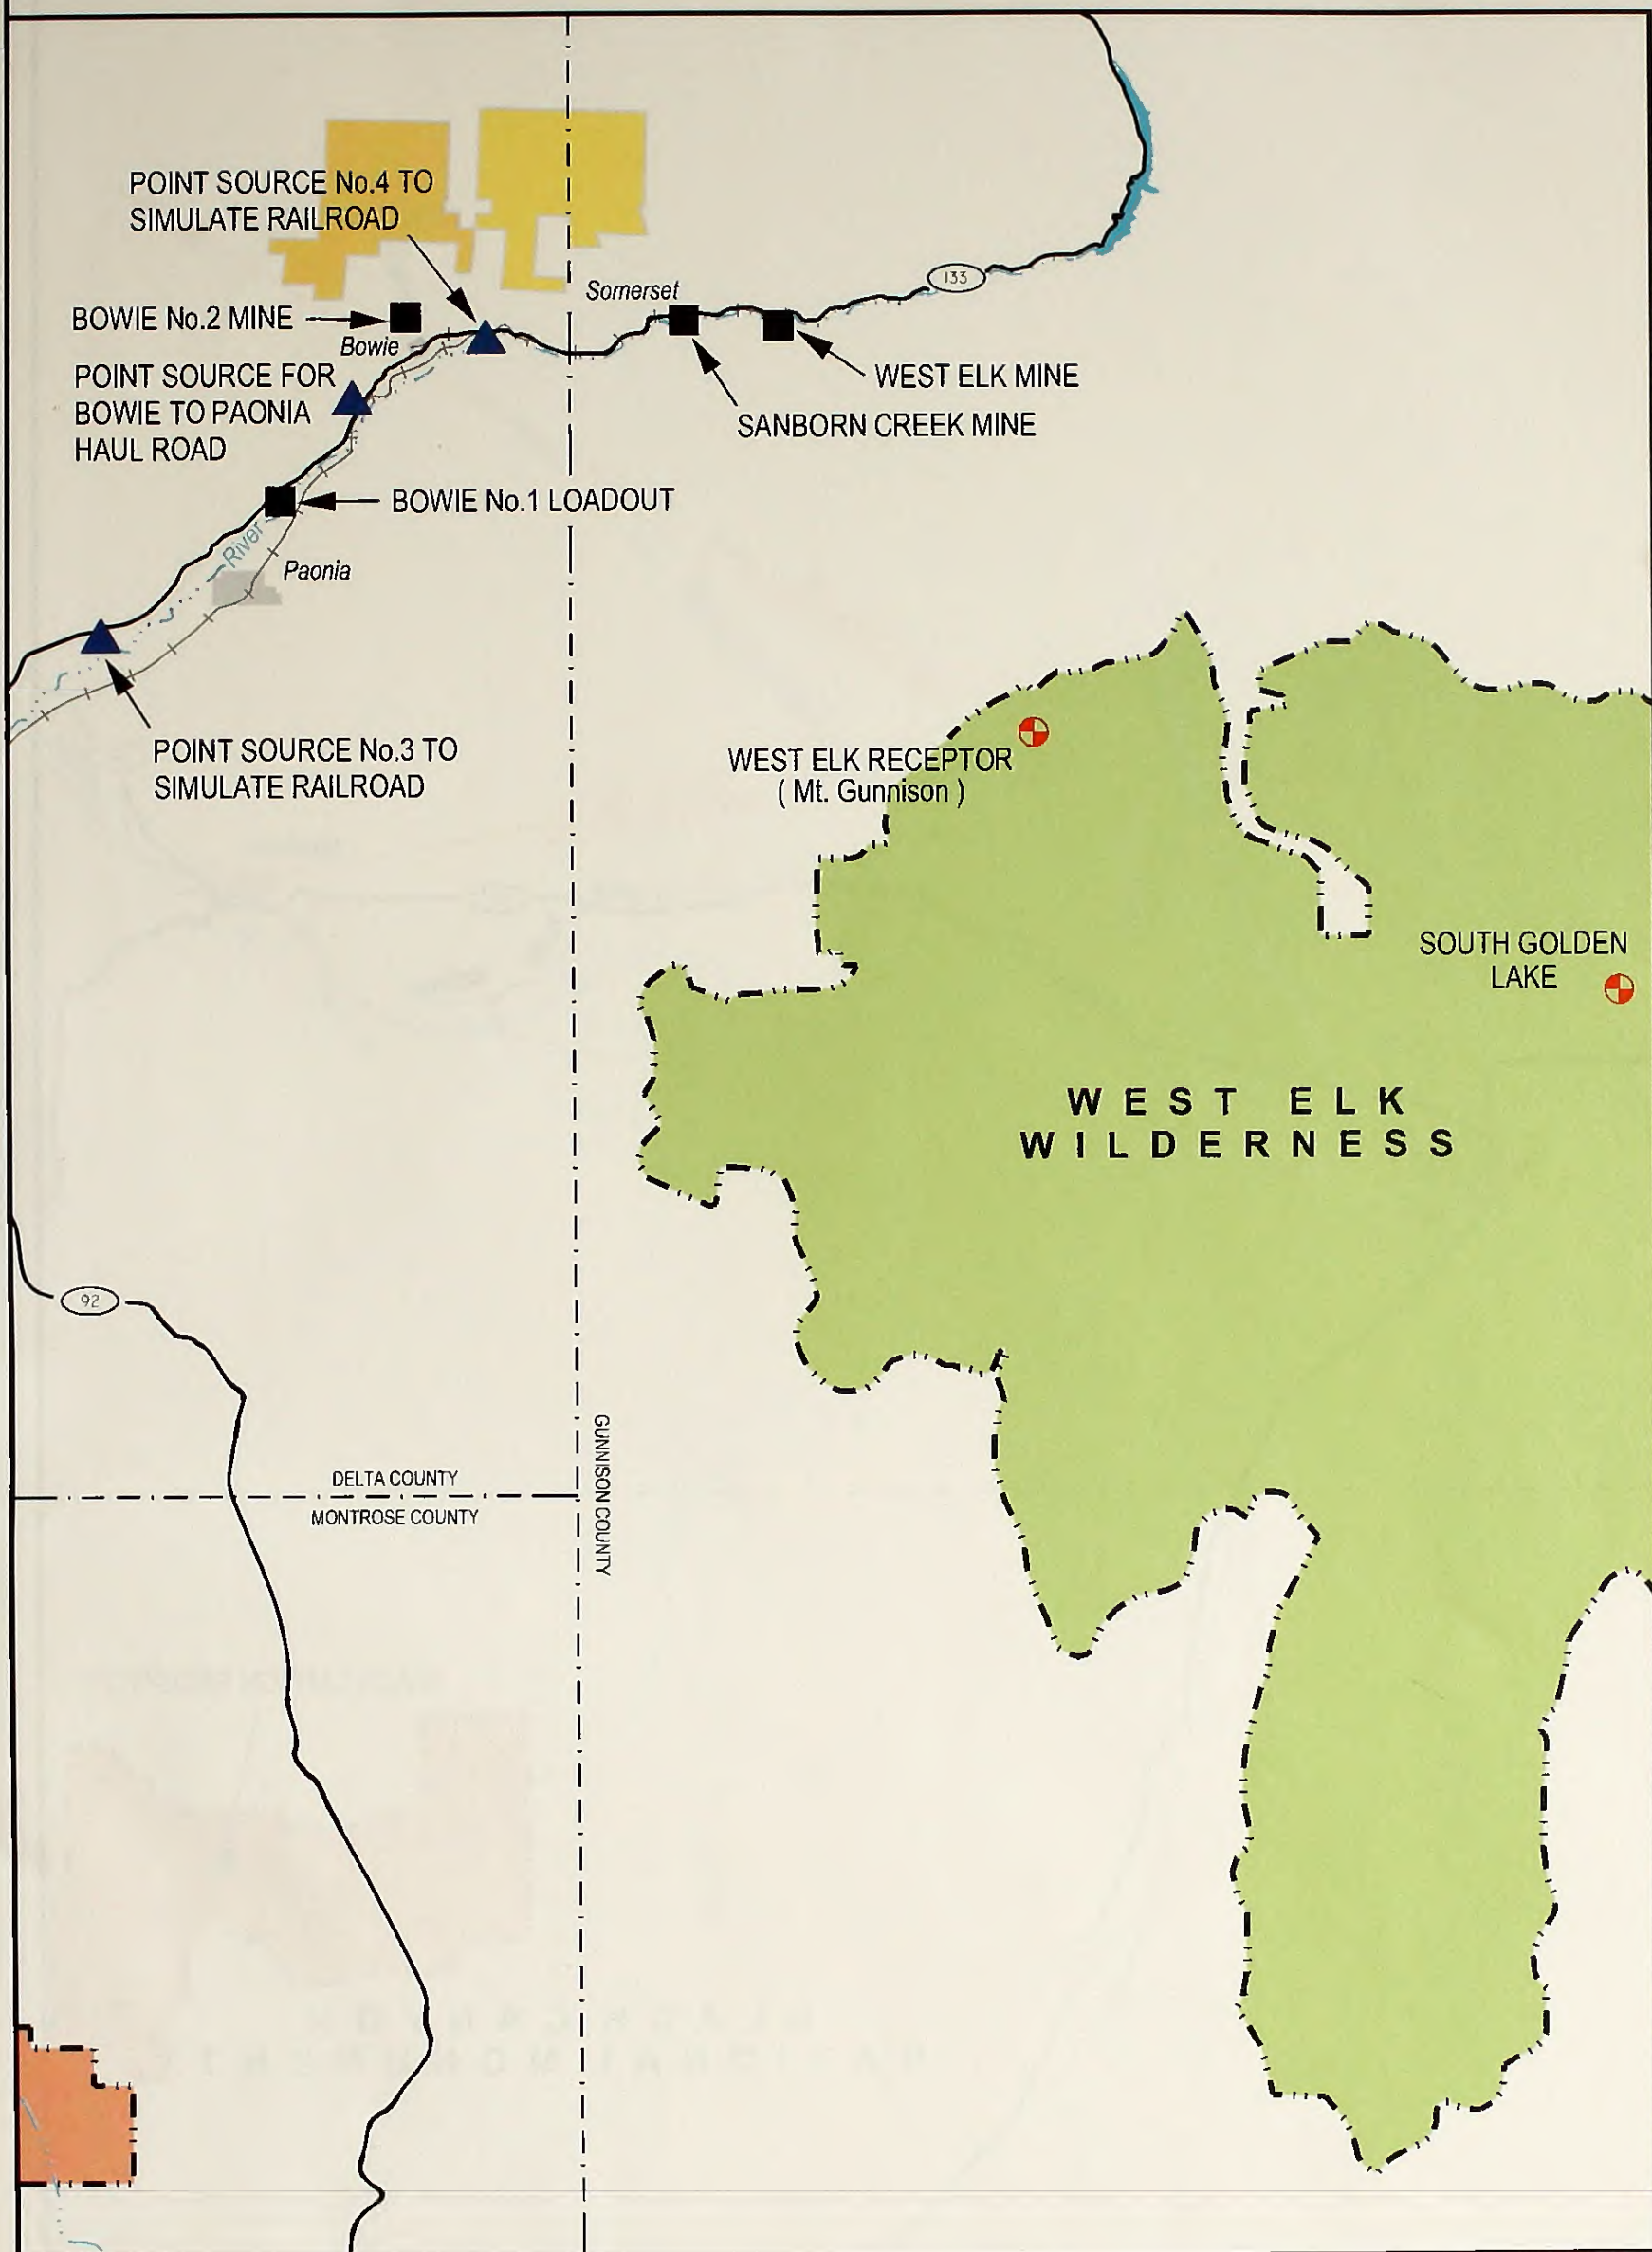 POINT SOURCE No.4 TO
SIMULATE RAILROAD
133
Somerset
BOWIE No.2 MINE
Bowie
POINT SOURCE FOR
BOWIE TO PAONIA
HAUL ROAD
WEST ELK MINE
SANBORN CREEK MINE
BOWIE No.1 LOADOUT
River
Paonia
POINT SOURCE No.3 TO
SIMULATE RAILROAD
WEST ELK RECEPTOR
( Mt. Gunnison )
SOUTH GOLDEN
LAKE
WEST ELK
WILDERNESS
92
GUNNISON COUNTY
DELTA COUNTY
MONTROSE COUNTY